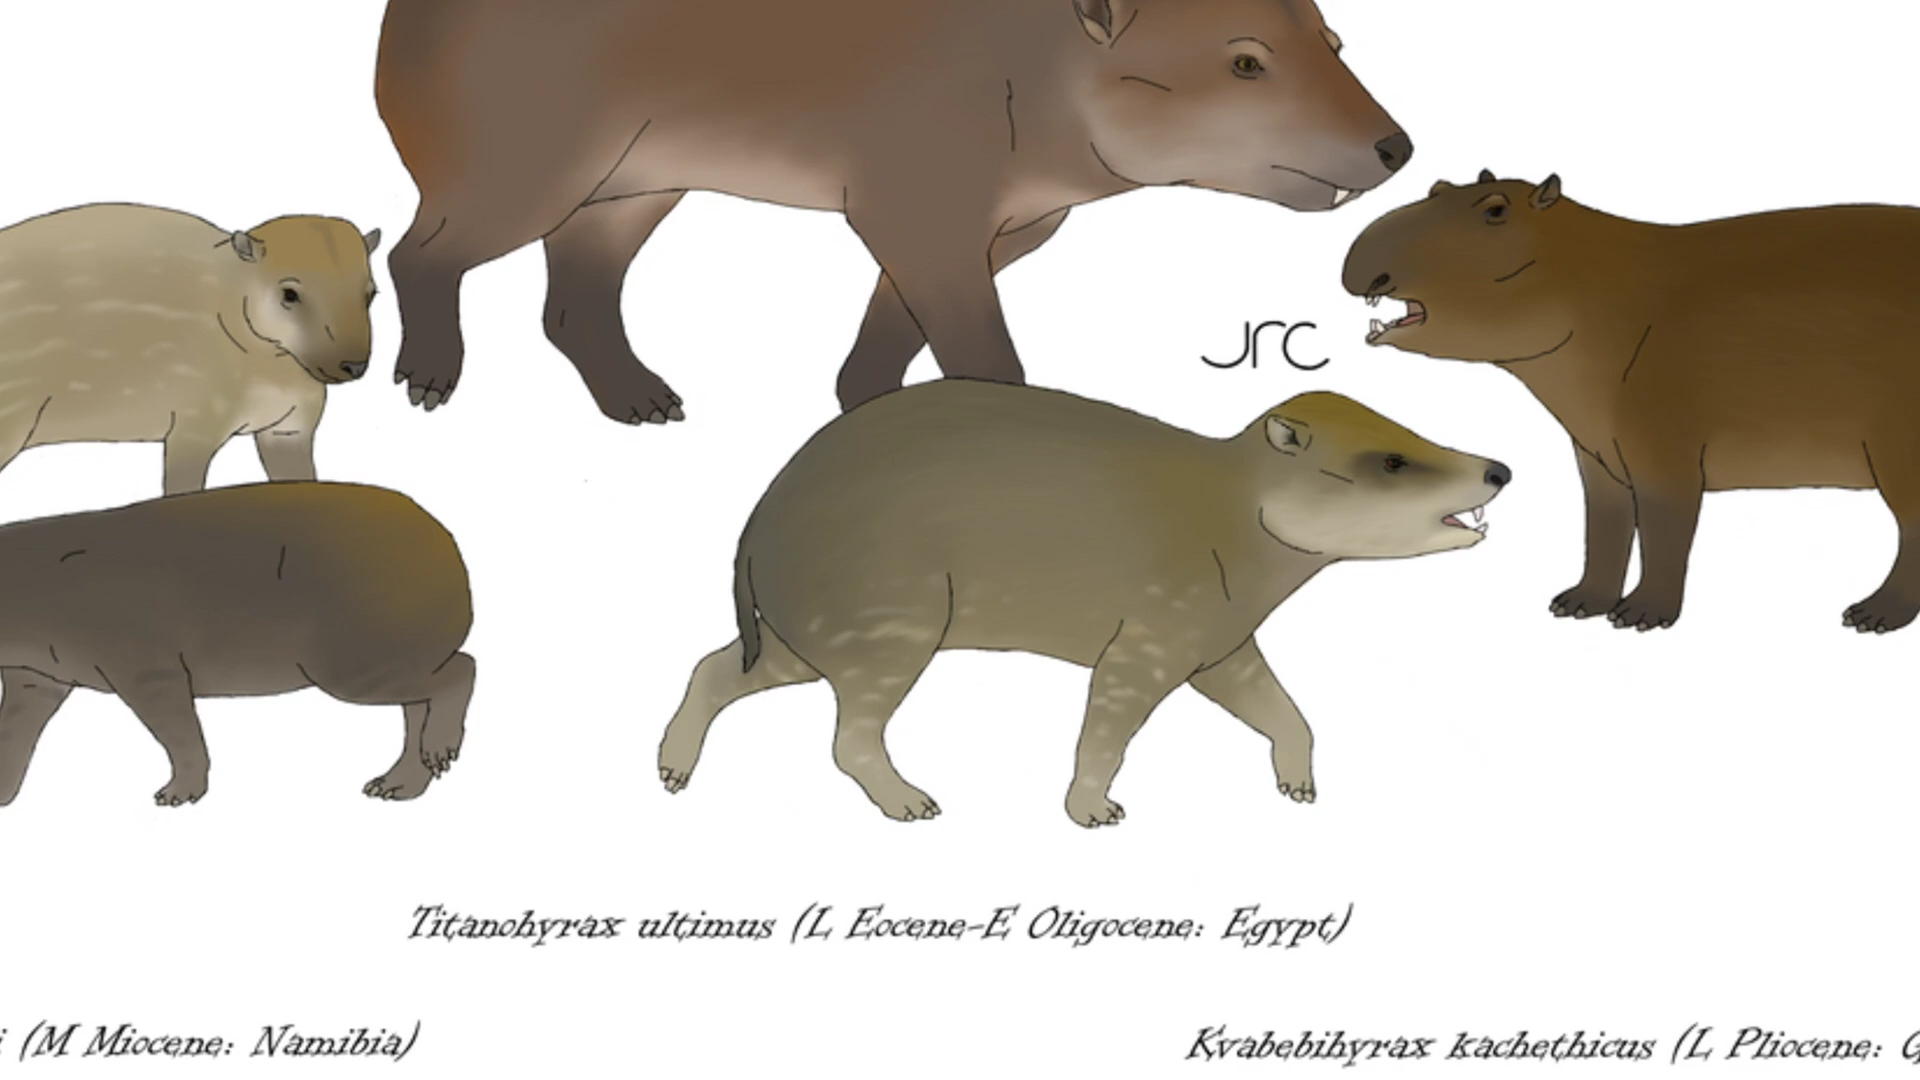 JrC
Titanohyrax ultimus (L Eocene-E Oligocene: Egypt)
(M Miocene: Namibia)
Kvabebihyrax kachethicus (L Pliocene: